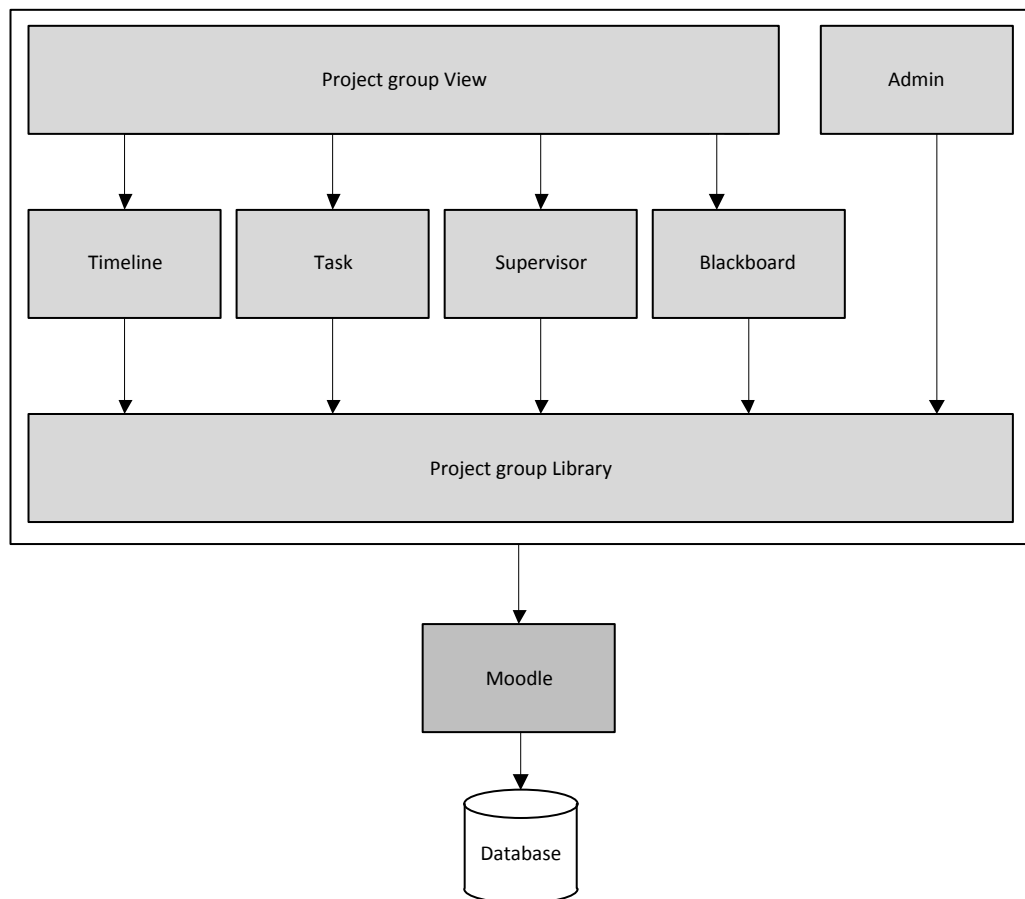 Project group View
Admin
Timeline
Task
Supervisor
Blackboard
Project group Library
Moodle
Database